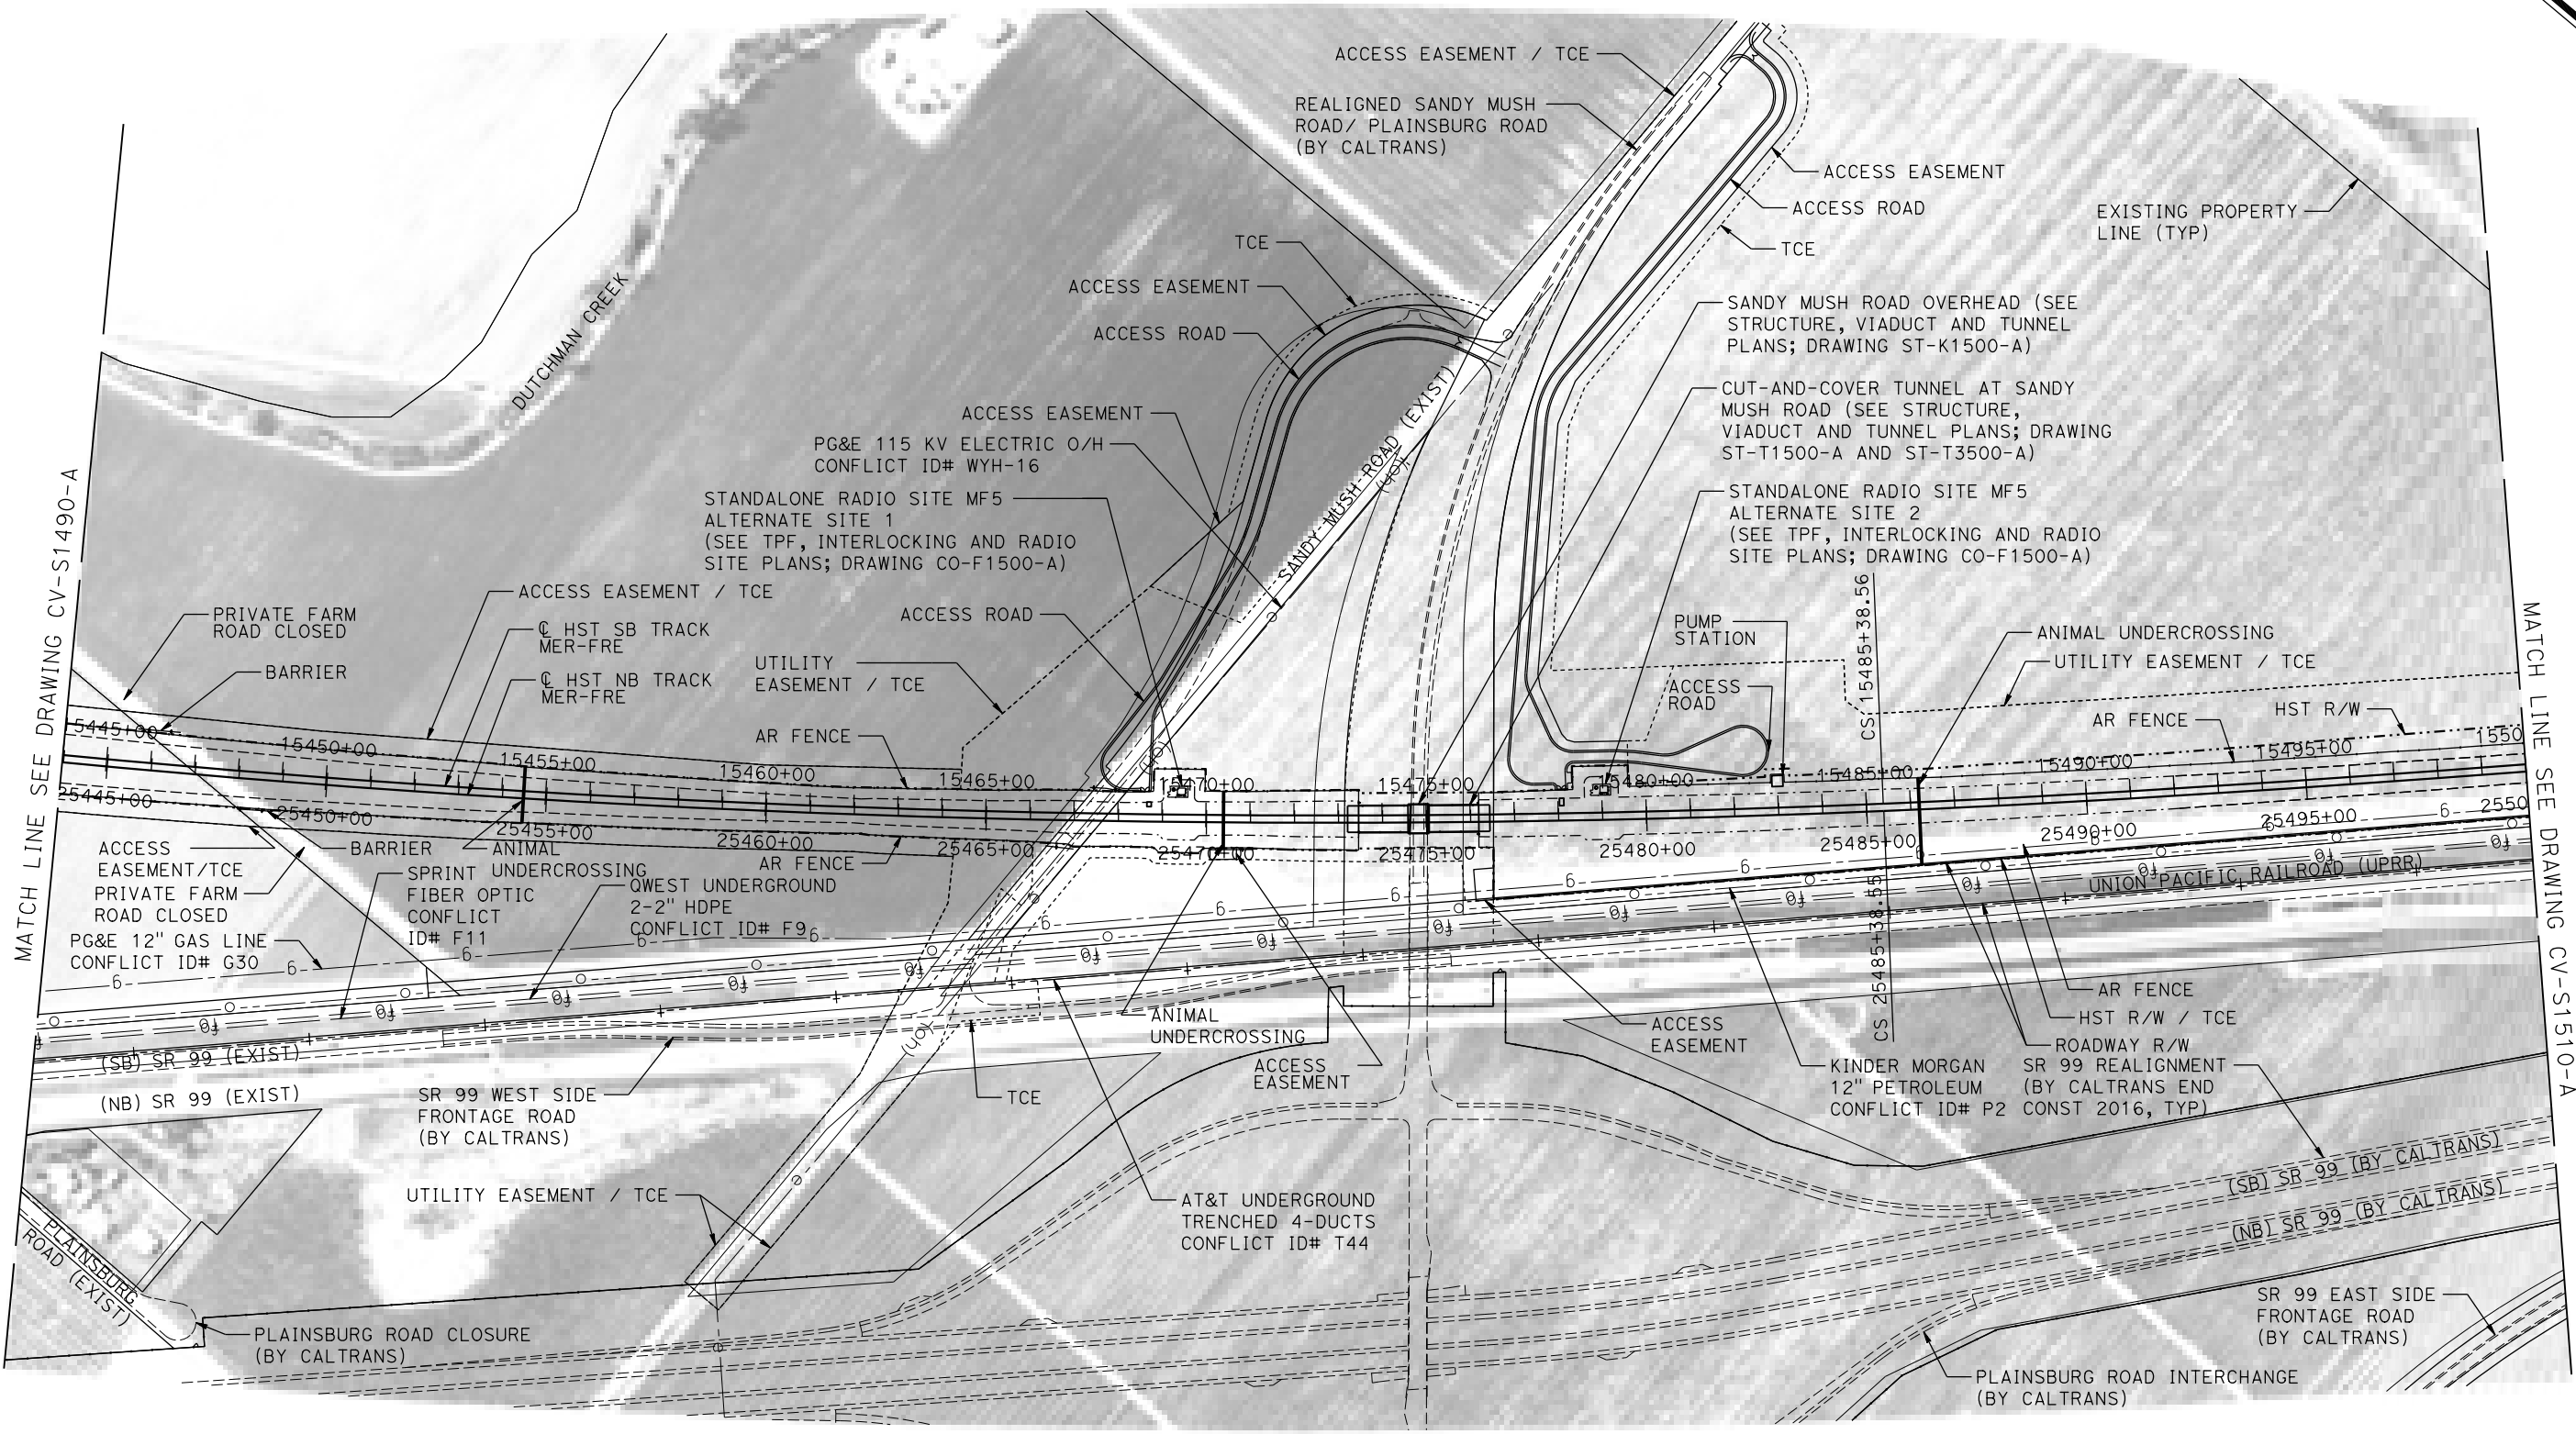 ACCESS EASEMENT / TCE
REALIGNED SANDY MUSH
ROAD/ PLAINSBURG ROAD
(BY CALTRANS)
ACCESS EASEMENT
ACCESS ROAD
TCE
EXISTING PROPERTY
LINE (TYP)
TCE
ACCESS EASEMENT
ACCESS ROAD
DUTCHMAN CREEK
SANDY MUSH ROAD OVERHEAD (SEE
STRUCTURE, VIADUCT AND TUNNEL
PLANS; DRAWING ST-K1500-A)
CUT-AND-COVER TUNNEL AT SANDY
MUSH ROAD (SEE STRUCTURE,
VIADUCT AND TUNNEL PLANS; DRAWING
ST-T1500-A AND ST-T3500-A)
ACCESS EASEMENT
PG&E 115 KV ELECTRIC O/H
CONFLICT ID# WYH-16
STANDALONE RADIO SITE MF5
ALTERNATE SITE 1
(SEE TPF, INTERLOCKING AND RADIO
SITE PLANS; DRAWING CO-F1500-A)
SANDY MUSH ROAD (EXIST)
(OH)
STANDALONE RADIO SITE MF5
ALTERNATE SITE 2
(SEE TPF, INTERLOCKING AND RADIO
SITE PLANS; DRAWING CO-F1500-A)
MATCH LINE SEE DRAWING CV-S1490-A
PRIVATE FARM
ROAD CLOSED
BARRIER
ACCESS EASEMENT / TCE
℄ HST SB TRACK
MER-FRE
℄ HST NB TRACK
MER-FRE
ACCESS ROAD
UTILITY
EASEMENT / TCE
AR FENCE
PUMP
STATION
ACCESS
ROAD
CS 15485+38.56
ANIMAL UNDERCROSSING
UTILITY EASEMENT / TCE
AR FENCE
HST R/W
MATCH LINE SEE DRAWING CV-S1510-A
15445+00
15450+00
15455+00
15460+00
15465+00
15470+00
15475+00
15480+00
15485+00
15490+00
15495+00
1550
25445+00
25450+00
25455+00
25460+00
25465+00
25470+00
25475+00
25480+00
25485+00
25490+00
25495+00
2550
(OH)
ACCESS
EASEMENT/TCE
PRIVATE FARM
ROAD CLOSED
BARRIER
ANIMAL
UNDERCROSSING
SPRINT
FIBER OPTIC
CONFLICT
ID# F11
QWEST UNDERGROUND
2-2" HDPE
CONFLICT ID# F9
AR FENCE
PG&E 12" GAS LINE
CONFLICT ID# G30
UNION PACIFIC RAILROAD (UPRR)
CS 25485+38.55
(SB) SR 99 (EXIST)
(NB) SR 99 (EXIST)
SR 99 WEST SIDE
FRONTAGE ROAD
(BY CALTRANS)
(OH)
TCE
ANIMAL
UNDERCROSSING
ACCESS
EASEMENT
ACCESS
EASEMENT
AR FENCE
HST R/W / TCE
ROADWAY R/W
KINDER MORGAN
12" PETROLEUM
CONFLICT ID# P2
SR 99 REALIGNMENT
(BY CALTRANS END
CONST 2016, TYP)
UTILITY EASEMENT / TCE
AT&T UNDERGROUND
TRENCHED 4-DUCTS
CONFLICT ID# T44
(SB) SR 99 (BY CALTRANS)
(NB) SR 99 (BY CALTRANS)
PLAINSBURG
ROAD (EXIST)
PLAINSBURG ROAD CLOSURE
(BY CALTRANS)
SR 99 EAST SIDE
FRONTAGE ROAD
(BY CALTRANS)
PLAINSBURG ROAD INTERCHANGE
(BY CALTRANS)